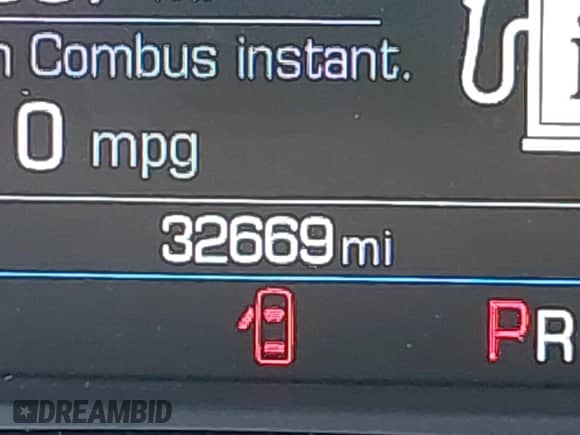 n Combus instant.
0 mpg
32669 mi
PR
DREAMBID